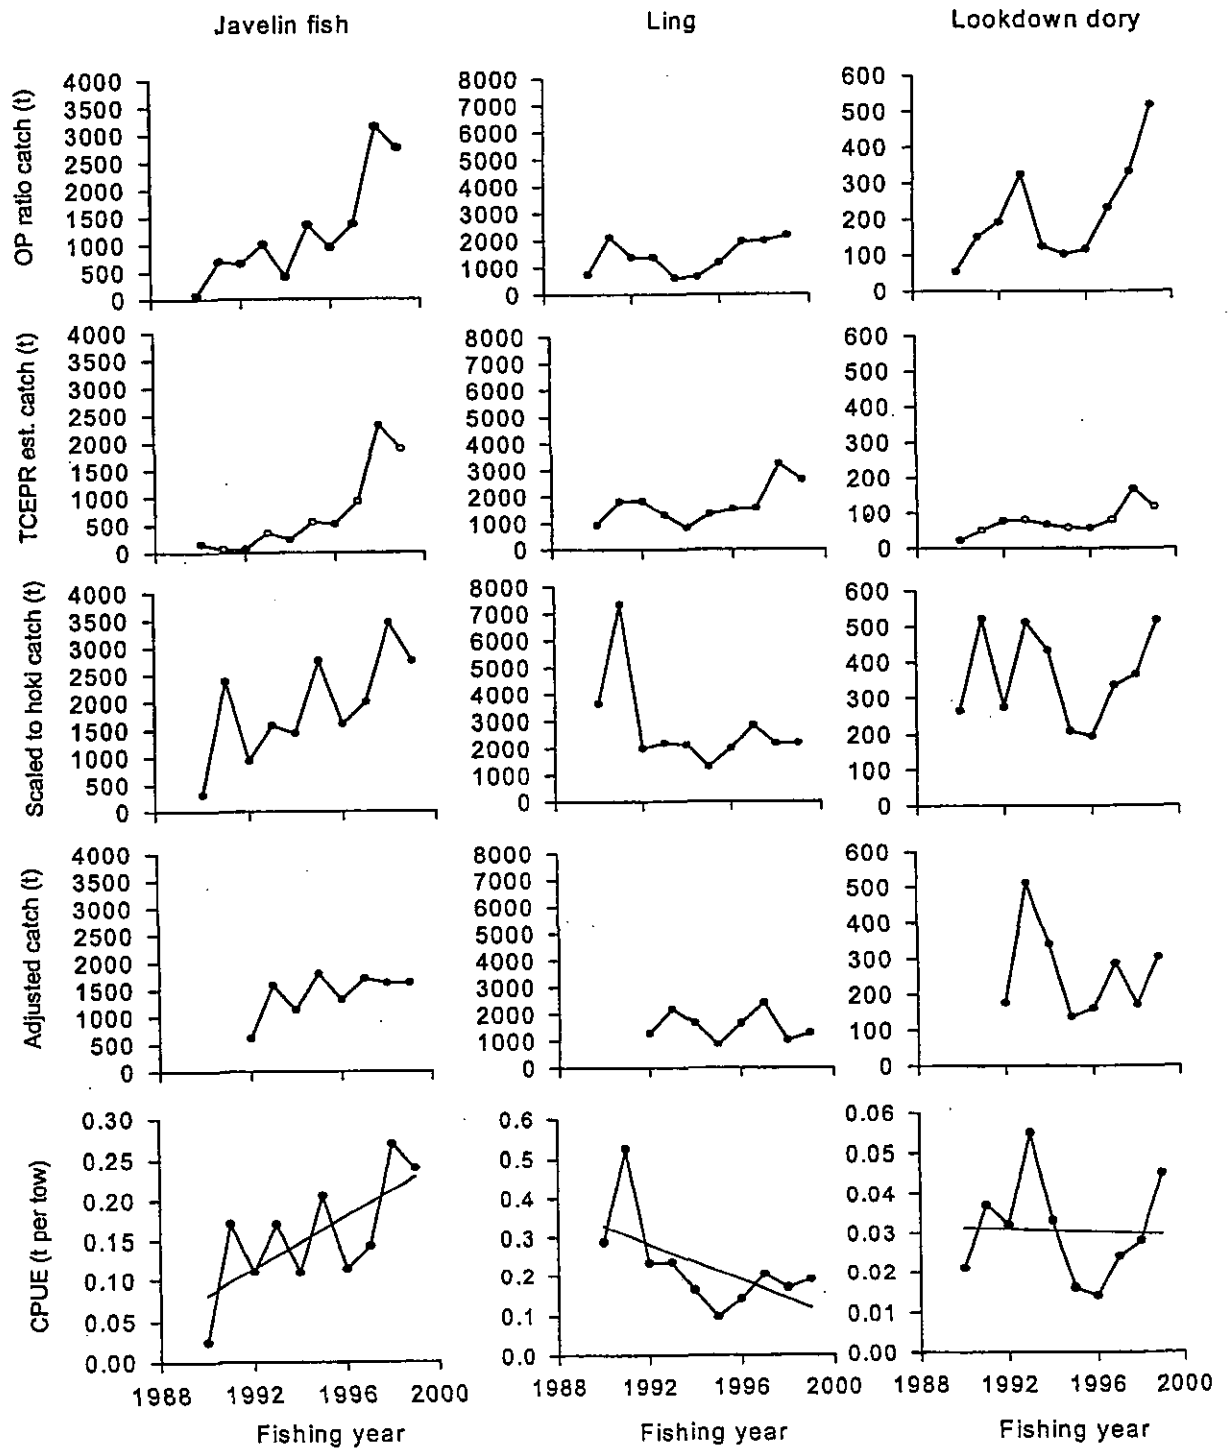 Javelin fish Ling Lookdown dory
OP ratio catch (t)
4000 8000 600
3500 7000 500
3000 6000 400
2500 5000 300
2000 4000 200
1500 3000 100
1000 2000 0
500 1000
0 0
TCEPR est. catch (t)
4000 8000 600
3500 7000 500
3000 6000 400
2500 5000 300
2000 4000 200
1500 3000 100
1000 2000 0
500 1000
0 0
Scaled to hoki catch (t)
4000 8000 600
3500 7000 500
3000 6000 400
2500 5000 300
2000 4000 200
1500 3000 100
1000 2000 0
500 1000
0 0
Adjusted catch (t)
4000 8000 600
3500 7000 500
3000 6000 400
2500 5000 300
2000 4000 200
1500 3000 100
1000 2000 0
500 1000
0 0
CPUE (t per tow)
0.30 0.6 0.06
0.25 0.5 0.05
0.20 0.4 0.04
0.15 0.3 0.03
0.10 0.2 0.02
0.05 0.1 0.01
0.00 0.0 0.00
1988 1992 1996 2000 1988 1992 1996 2000 1988 1992 1996 2000
Fishing year Fishing year Fishing year